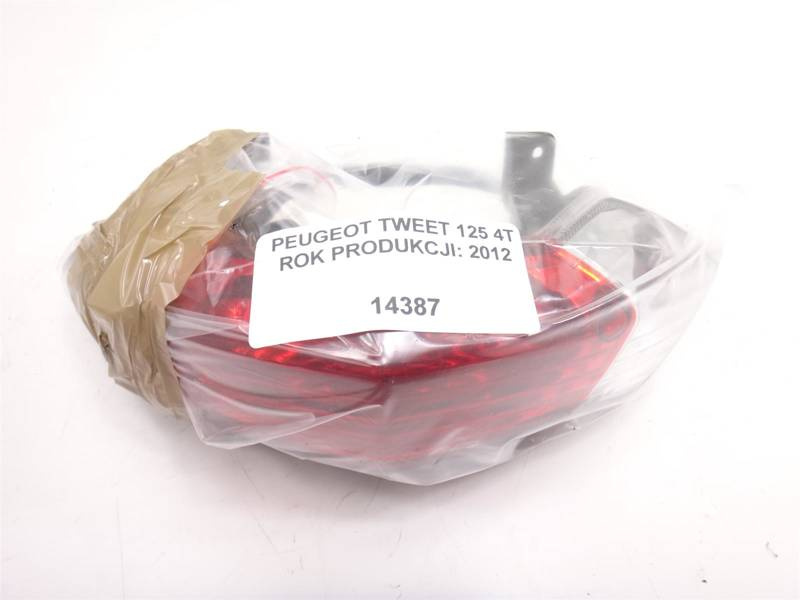 PEUGEOT TWEET 125 4T
ROK PRODUKCJI: 2012
14387